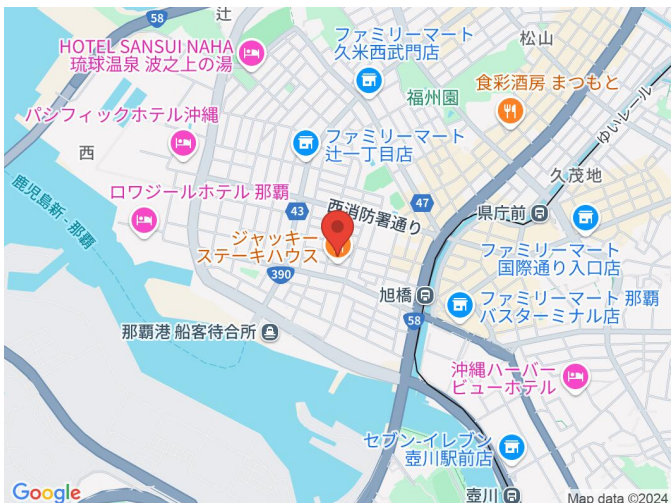 58
辻
ファミリーマート
久米西武門店
松山
HOTEL SANSUI NAHA
琉球温泉 波之上の湯
福州園
食彩酒房 まつもと
ゆいレール
パシフィックホテル沖縄
ファミリーマート
辻一丁目店
西
久茂地
鹿児島新 - 那覇
ロワジールホテル 那覇
43
西消防署通り
47
県庁前
ジャッキー
ステーキハウス
ファミリーマート
国際通り入口店
390
旭橋
ファミリーマート 那覇
バスターミナル店
58
那覇港 船客待合所
沖縄ハーバー
ビューホテル
セブン-イレブン
壺川駅前店
壺川
Google
Map data ©2024